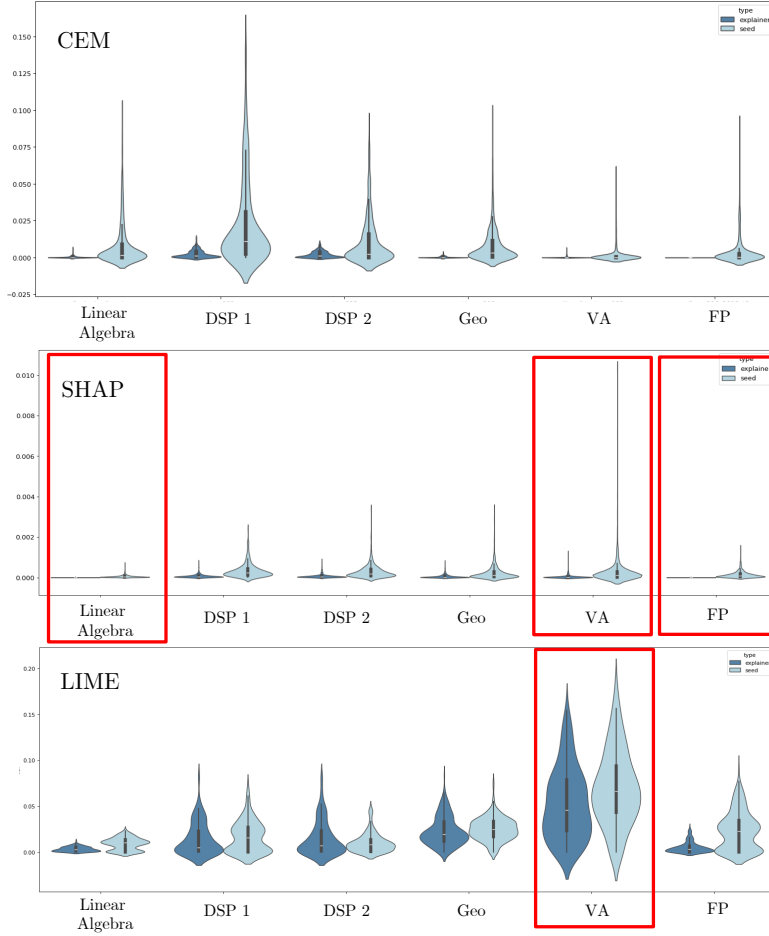 CEM
type
explainer
seed
0.150
0.125
0.100
0.075
0.050
0.025
0.000
−0.025
Linear Algebra
DSP 1
DSP 2
Geo
VA
FP
SHAP
type
explainer
seed
0.010
0.008
0.006
0.004
0.002
0.000
Linear Algebra
DSP 1
DSP 2
Geo
VA
FP
LIME
type
explainer
seed
0.20
0.15
0.10
0.05
0.00
Linear Algebra
DSP 1
DSP 2
Geo
VA
FP